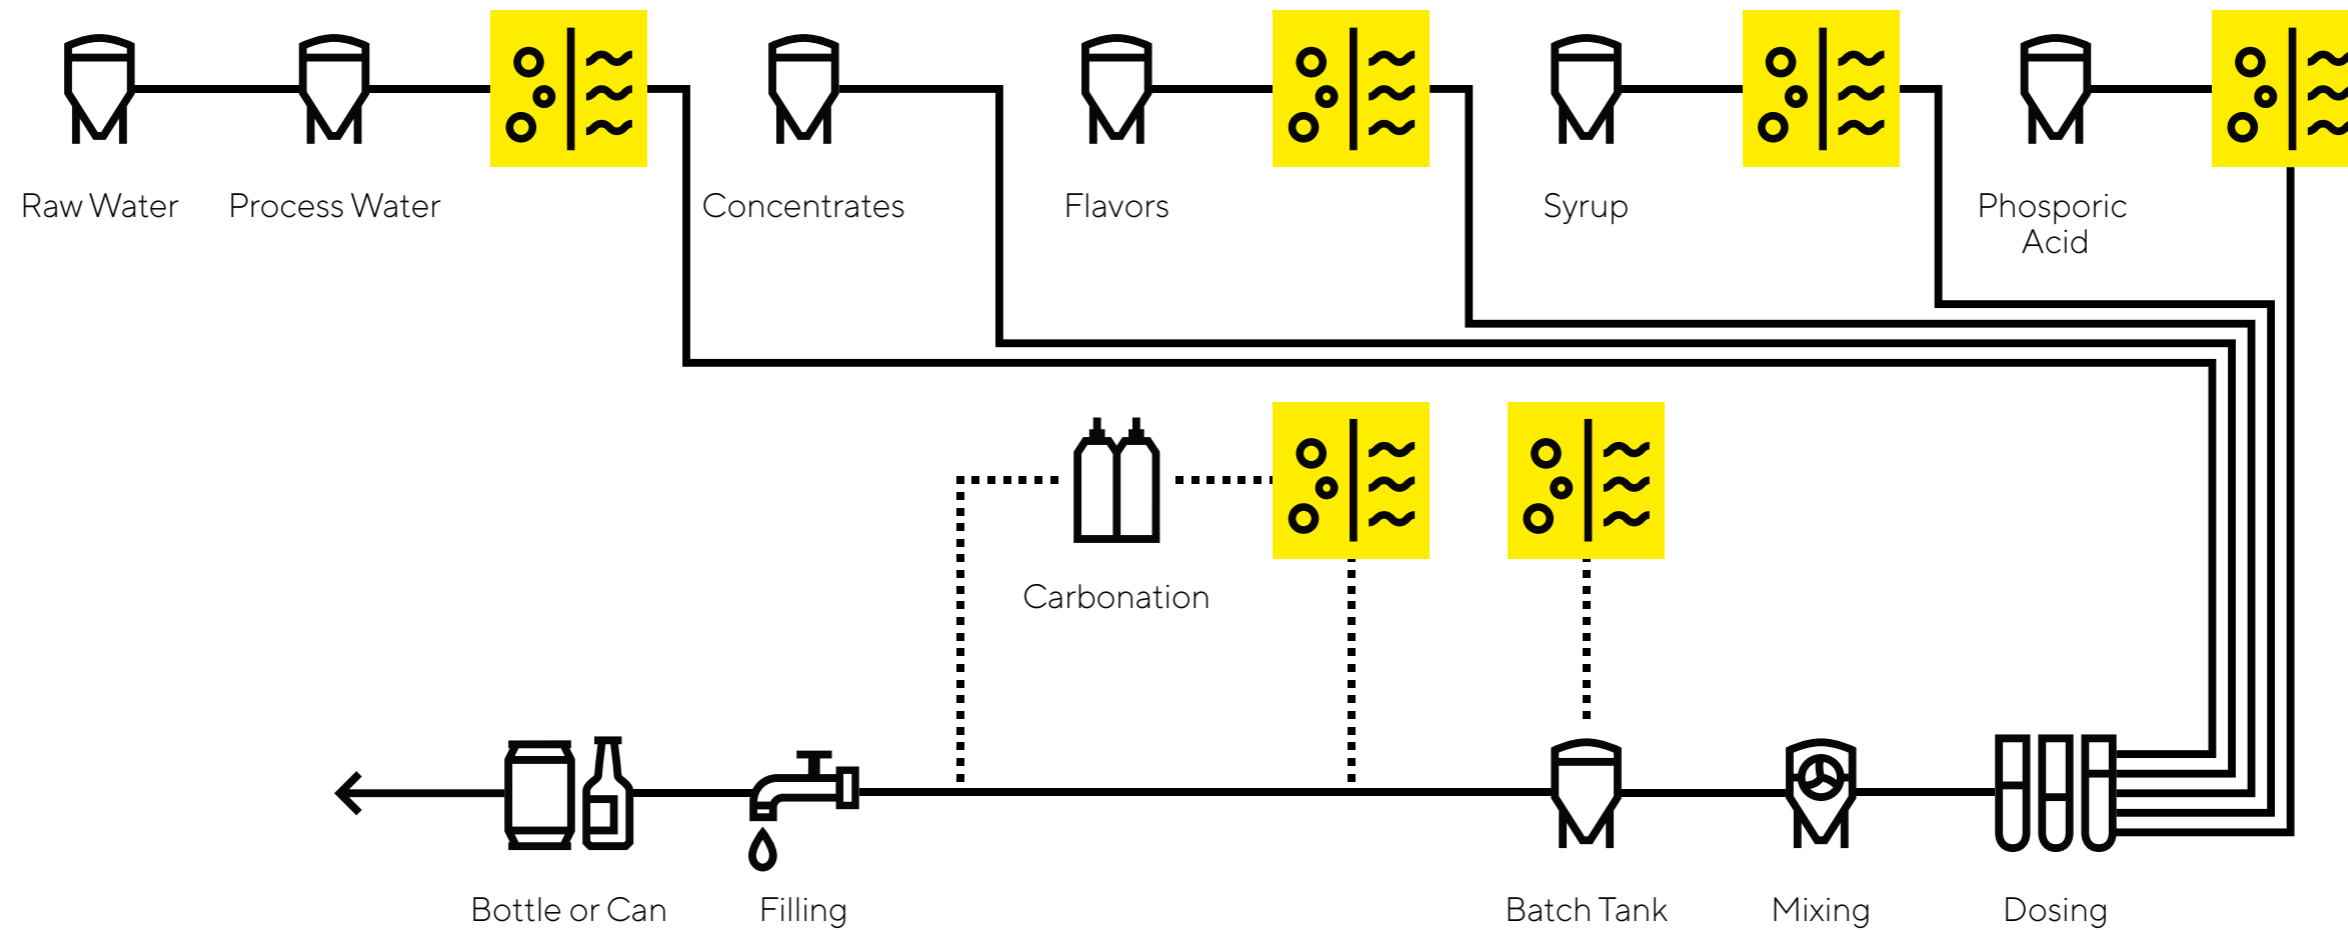 Raw Water
Process Water
Concentrates
Flavors
Syrup
Phosporic
Acid
Carbonation
Bottle or Can
Filling
Batch Tank
Mixing
Dosing